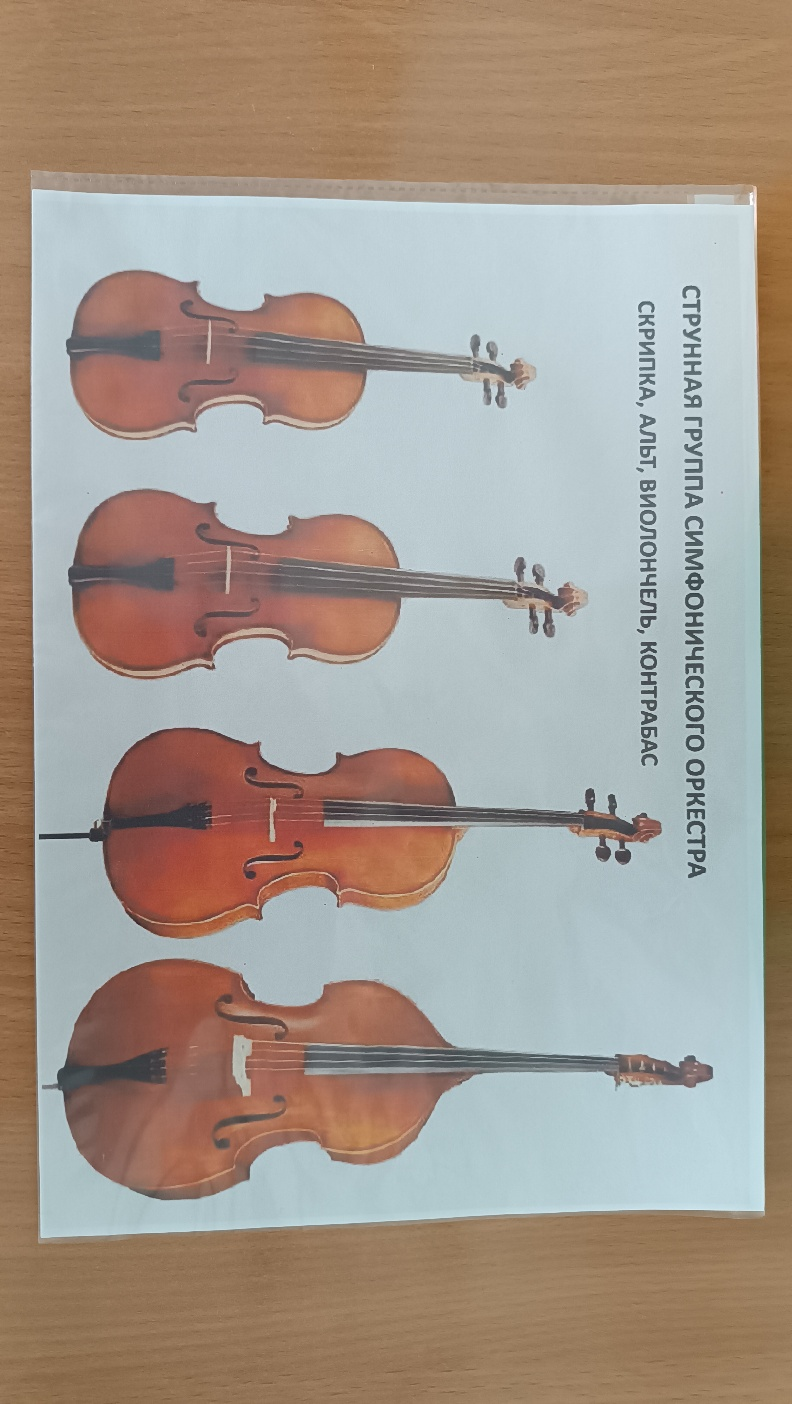 СТРУННАЯ ГРУППА СИМФОНИЧЕСКОГО ОРКЕСТРА
СКРИПКА, АЛЬТ, ВИОЛОНЧЕЛЬ, КОНТРАБАС